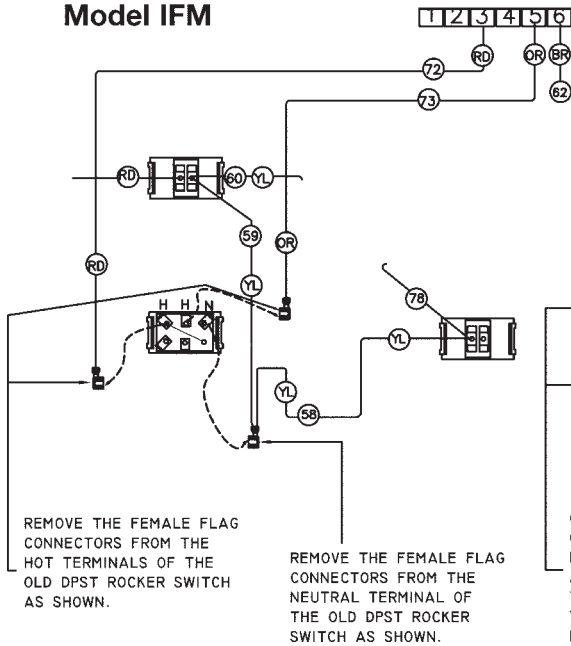 Model IFM
1 2 3 4 5 6
RD OR BR
72
73
62
RD 60 YL
59
OR
RD
YL
78
H H N
YL
YL
58
REMOVE THE FEMALE FLAG
CONNECTORS FROM THE
HOT TERMINALS OF THE
OLD DPST ROCKER SWITCH
AS SHOWN.
REMOVE THE FEMALE FLAG
CONNECTORS FROM THE
NEUTRAL TERMINAL OF
THE OLD DPST ROCKER
SWITCH AS SHOWN.